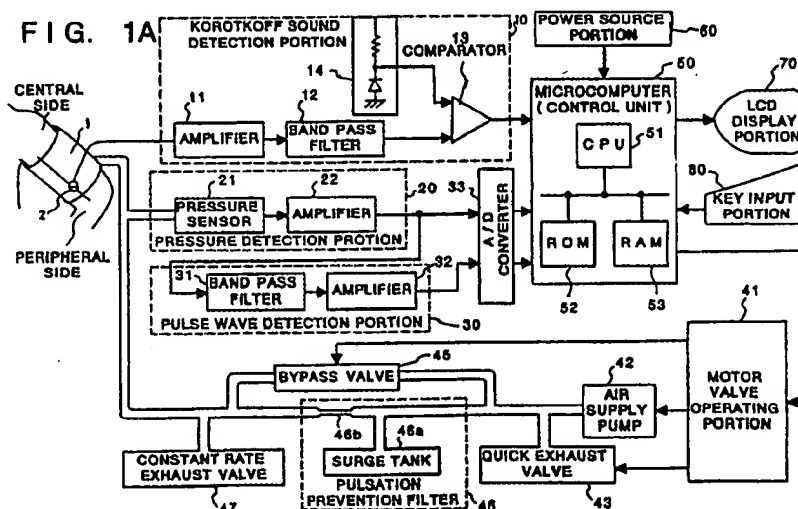 FIG. 1A
KOROTKOFF SOUND
DETECTION PORTION
10
13
COMPARATOR
14
POWER SOURCE
PORTION
60
50
70
CENTRAL
SIDE
1
11
AMPLIFIER
12
BAND PASS
FILTER
MICROCOMPUTER
(CONTROL UNIT)
CPU
51
LCD
DISPLAY
PORTION
80
KEY INPUT
PORTION
2
PERIPHERAL
SIDE
21
PRESSURE
SENSOR
22
AMPLIFIER
20
33
A/D
CONVERTER
PRESSURE DETECTION PROTION
ROM
RAM
52
53
31
BAND PASS
FILTER
32
AMPLIFIER
PULSE WAVE DETECTION PORTION
30
41
45
BYPASS VALVE
42
AIR
SUPPLY
PUMP
MOTOR
VALVE
OPERATING
PORTION
46b
46a
CONSTANT RATE
EXHAUST VALVE
47
SURGE TANK
PULSATION
PREVENTION FILTER
46
QUICK EXHAUST
VALVE
43